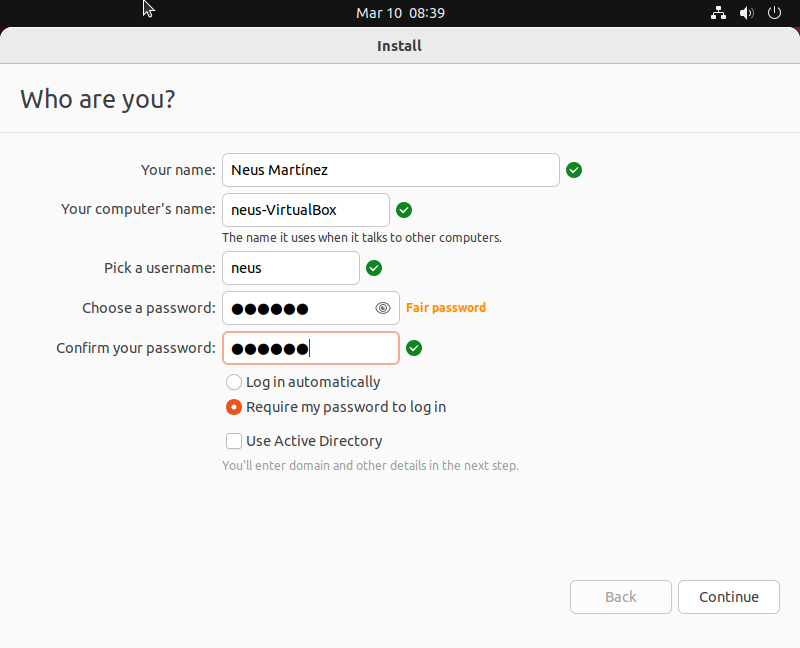 Mar 10 08:39
Install
Who are you?
Your name: Neus Martínez
Your computer's name: neus-VirtualBox
The name it uses when it talks to other computers.
Pick a username: neus
Choose a password: ●●●●●● Fair password
Confirm your password: ●●●●●●
Log in automatically
Require my password to log in
Use Active Directory
You'll enter domain and other details in the next step.
Back Continue